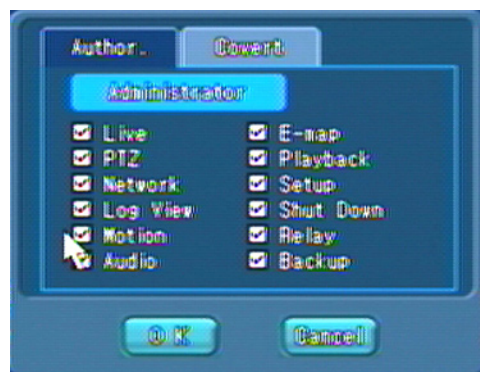 Author. Covert
Administrator
Live E-map
PTZ Playback
Network Setup
Log View Shut Down
Motion Relay
Audio Backup
OK Cancel